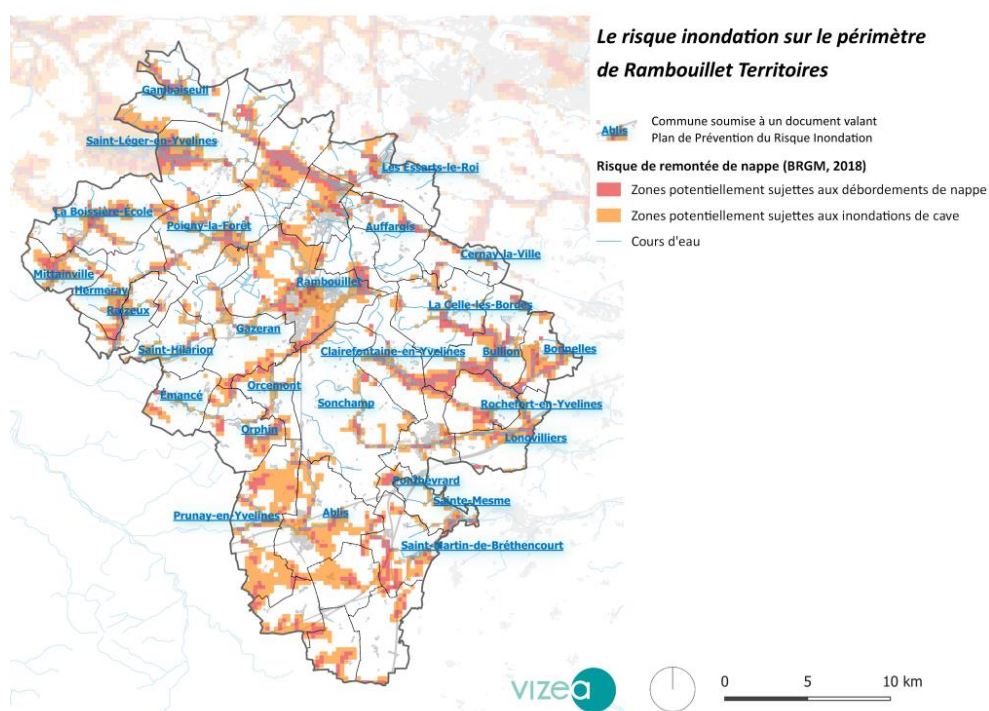 Le risque inondation sur le périmètre
de Rambouillet Territoires
Ablis
Commune soumise à un document valant
Plan de Prévention du Risque Inondation
Risque de remontée de nappe (BRGM, 2018)
Zones potentiellement sujettes aux débordements de nappe
Zones potentiellement sujettes aux inondations de cave
Cours d'eau
Gambaiseuil
Saint-Léger-en-Yvelines
Les Essarts-le-Roi
La Boissière-École
Poigny-la-Forêt
Auffargis
Cernay-la-Ville
Mittainville
Rambouillet
Hermeray
Raizeux
La Celle-les-Bordes
Gazeran
Saint-Hilarion
Clairefontaine-en-Yvelines
Bullion
Bonnelles
Émancé
Orcemont
Sonchamp
Rochefort-en-Yvelines
Orphin
Longvilliers
Ponthévrard
Sainte-Mesme
Prunay-en-Yvelines
Ablis
Saint-Martin-de-Bréthencourt
vizea
0 5 10 km